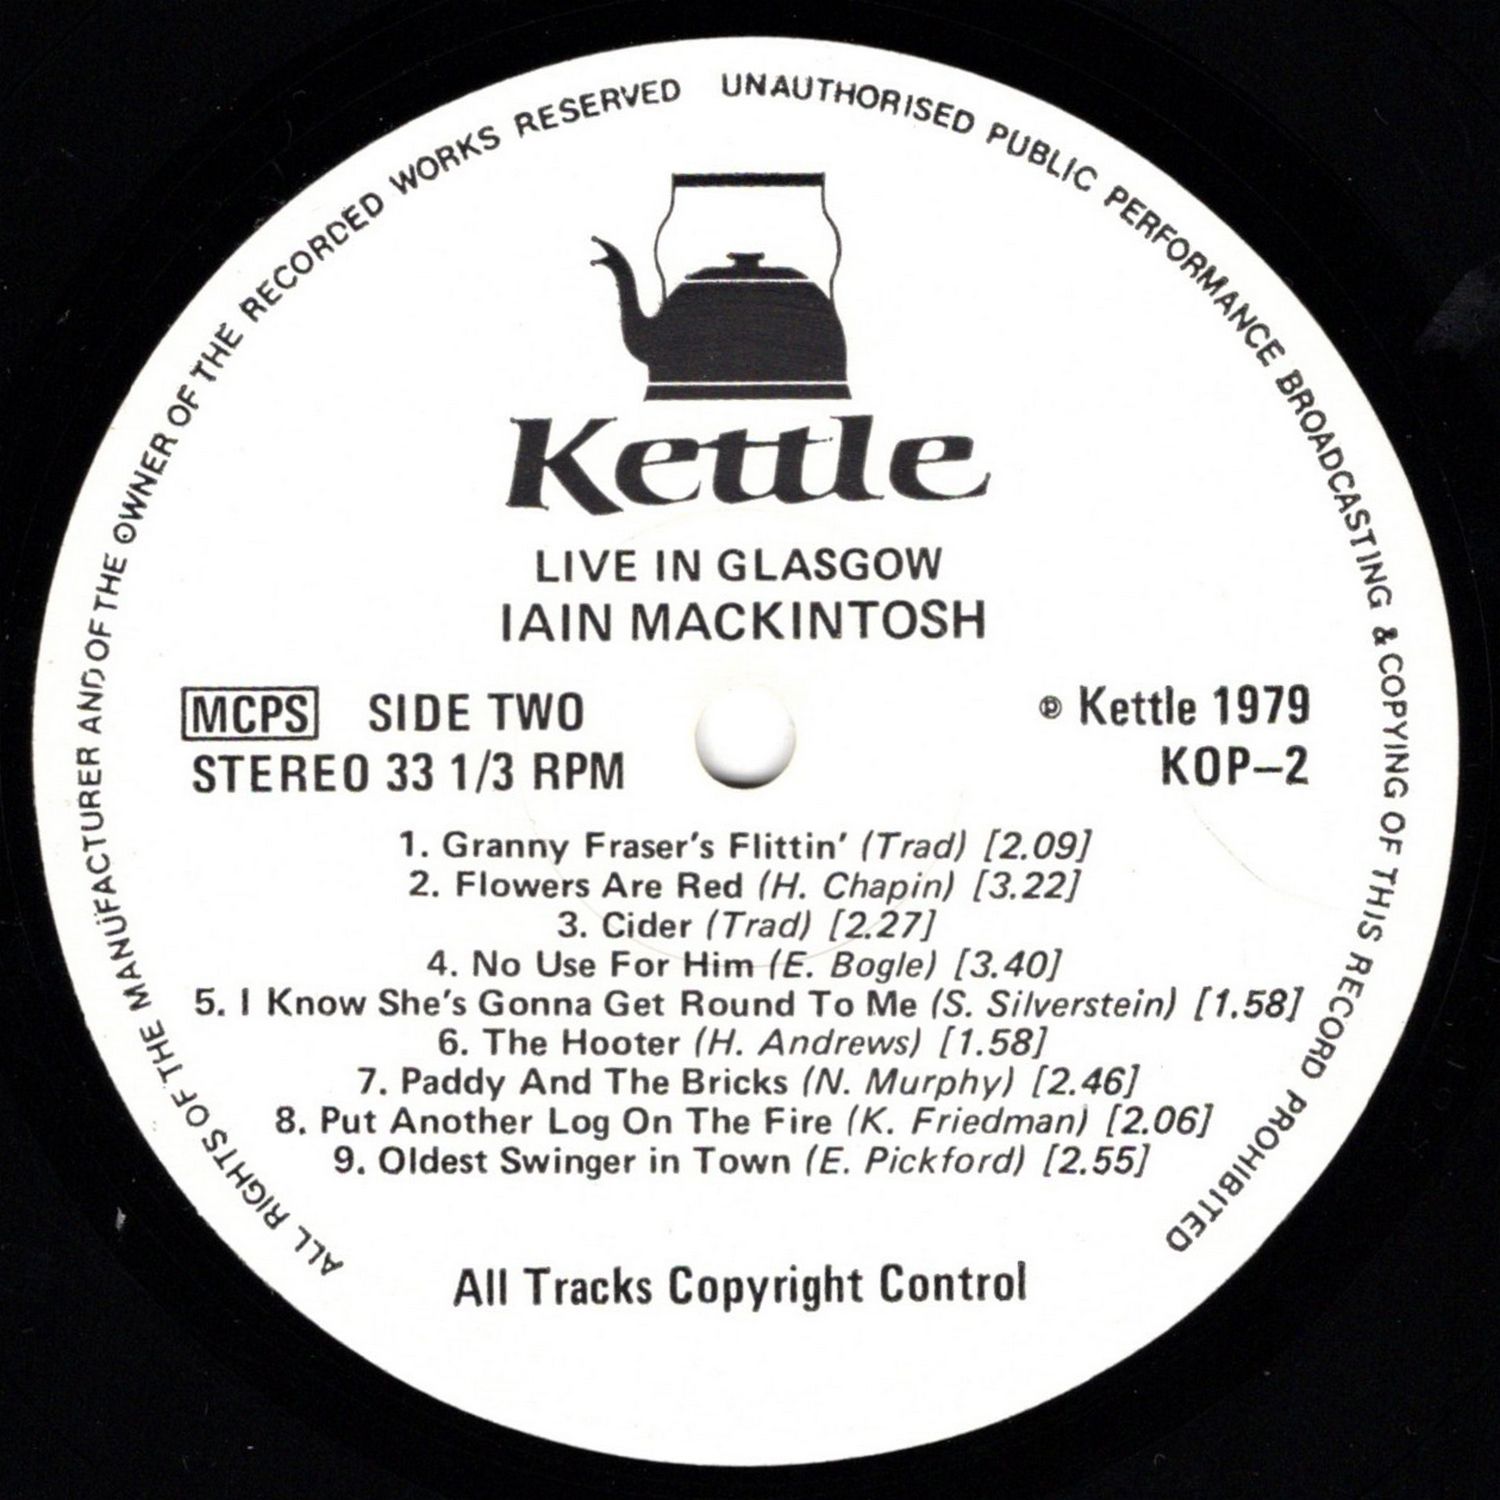 ALL RIGHTS OF THE MANUFACTURER AND OF THE OWNER OF THE RECORDED WORKS RESERVED UNAUTHORISED PUBLIC PERFORMANCE BROADCASTING & COPYING OF THIS RECORD PROHIBITED
Kettle
LIVE IN GLASGOW
IAIN MACKINTOSH
MCPS SIDE TWO
STEREO 33 1/3 RPM
℗ Kettle 1979
KOP–2
1. Granny Fraser's Flittin' (Trad) [2.09]
2. Flowers Are Red (H. Chapin) [3.22]
3. Cider (Trad) [2.27]
4. No Use For Him (E. Bogle) [3.40]
5. I Know She's Gonna Get Round To Me (S. Silverstein) [1.58]
6. The Hooter (H. Andrews) [1.58]
7. Paddy And The Bricks (N. Murphy) [2.46]
8. Put Another Log On The Fire (K. Friedman) [2.06]
9. Oldest Swinger in Town (E. Pickford) [2.55]
All Tracks Copyright Control